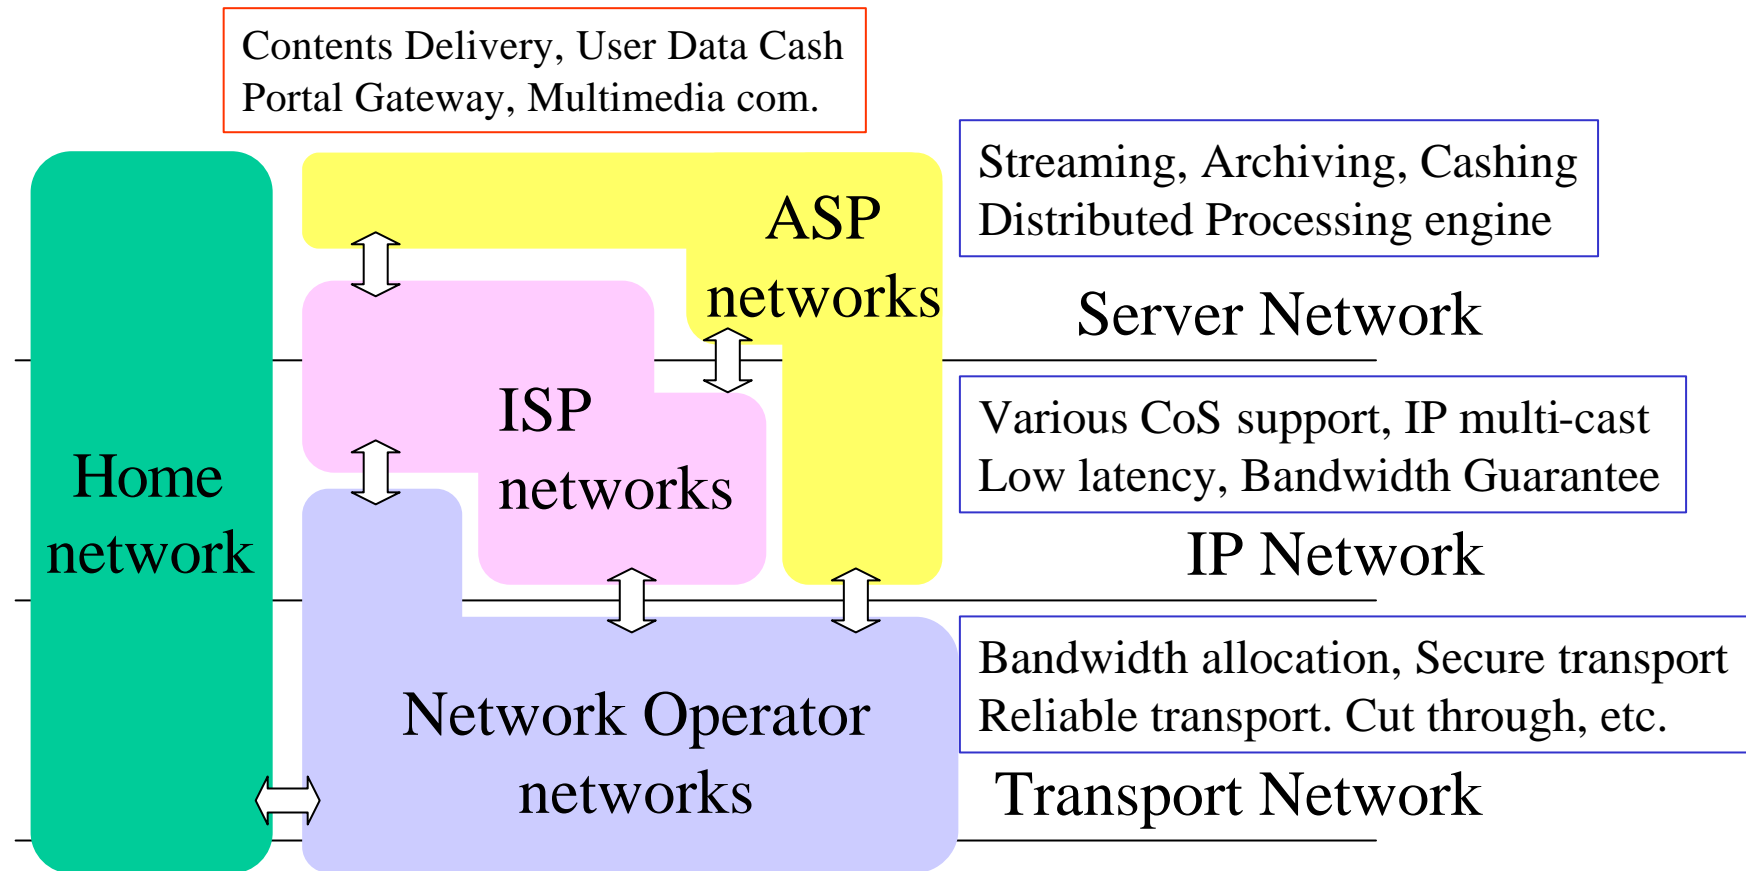 Contents Delivery, User Data Cash
Portal Gateway, Multimedia com.
Streaming, Archiving, Cashing
Distributed Processing engine
ASP
networks
Server Network
Various CoS support, IP multi-cast
Low latency, Bandwidth Guarantee
ISP
networks
Home
network
IP Network
Bandwidth allocation, Secure transport
Reliable transport. Cut through, etc.
Network Operator
networks
Transport Network